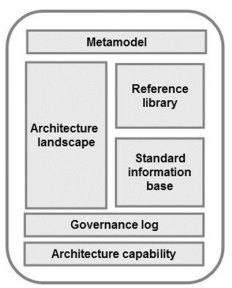 Metamodel
Architecture
landscape
Reference
library
Standard
information
base
Governance log
Architecture capability